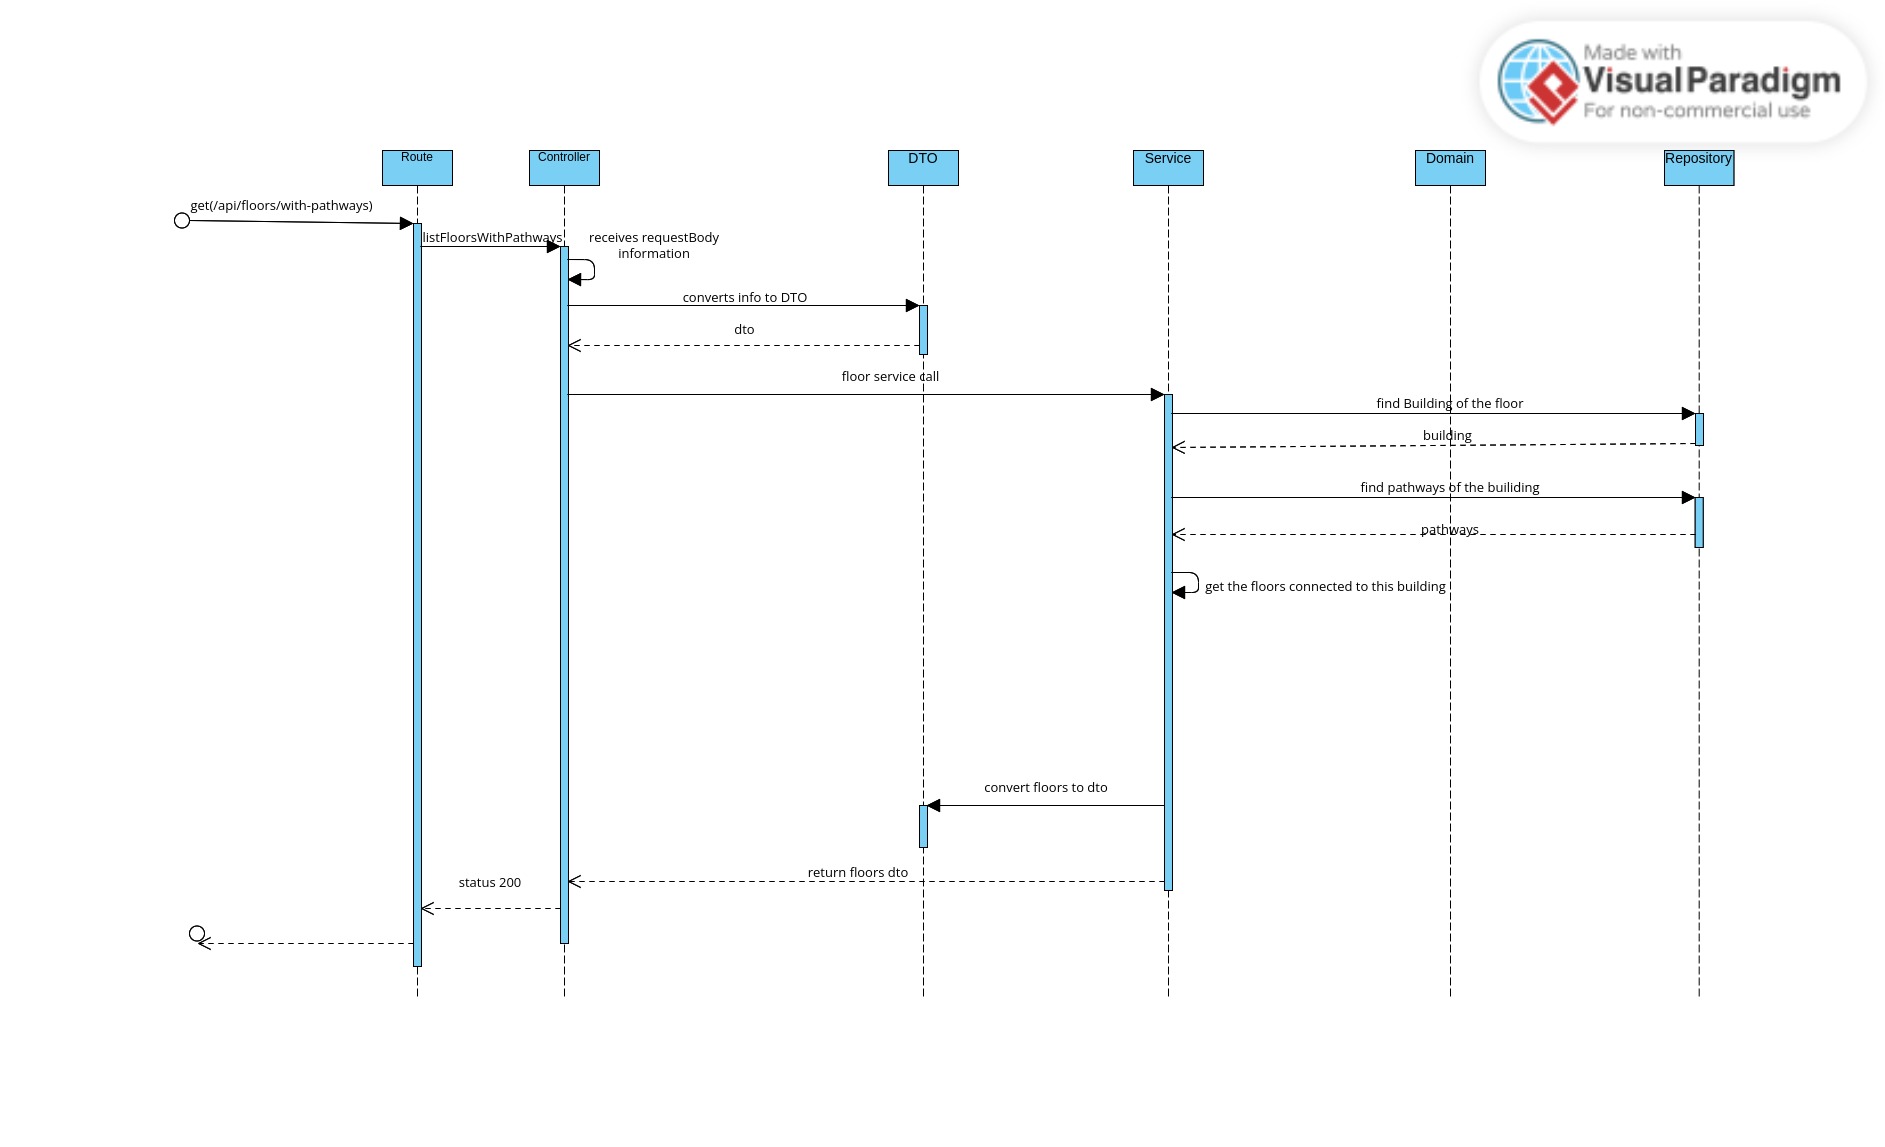 Made with
Visual Paradigm
For non-commercial use
Route
Controller
DTO
Service
Domain
Repository
get(/api/floors/with-pathways)
listFloorsWithPathways
receives requestBody
information
converts info to DTO
dto
floor service call
find Building of the floor
building
find pathways of the builiding
pathways
get the floors connected to this building
convert floors to dto
return floors dto
status 200